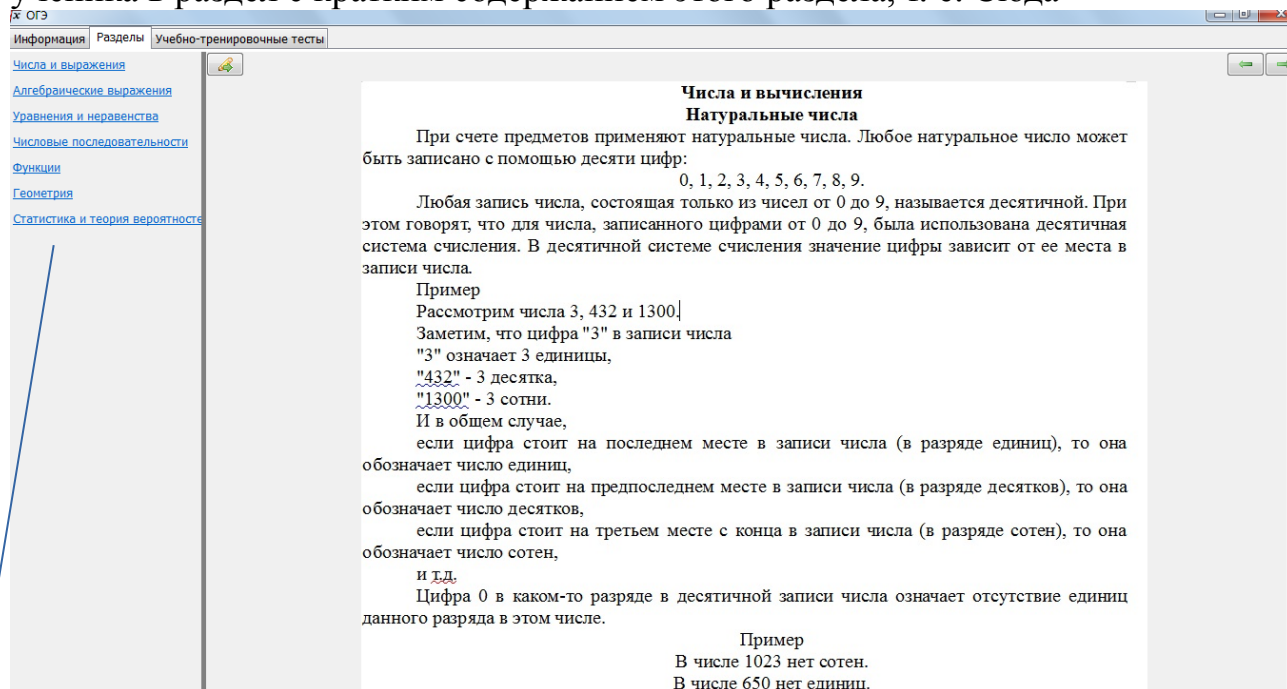 ученика в раздел с кратким содержанием этого раздела, т. е. Сюда
ОГЭ
Информация Разделы Учебно-тренировочные тесты
Числа и выражения
Алгебраические выражения
Уравнения и неравенства
Числовые последовательности
Функции
Геометрия
Статистика и теория вероятносте
Числа и вычисления
Натуральные числа
При счете предметов применяют натуральные числа. Любое натуральное число может
быть записано с помощью десяти цифр:
0, 1, 2, 3, 4, 5, 6, 7, 8, 9.
Любая запись числа, состоящая только из чисел от 0 до 9, называется десятичной. При
этом говорят, что для числа, записанного цифрами от 0 до 9, была использована десятичная
система счисления. В десятичной системе счисления значение цифры зависит от ее места в
записи числа.
Пример
Рассмотрим числа 3, 432 и 1300.
Заметим, что цифра "3" в записи числа
"3" означает 3 единицы,
"432" - 3 десятка,
"1300" - 3 сотни.
И в общем случае,
если цифра стоит на последнем месте в записи числа (в разряде единиц), то она
обозначает число единиц,
если цифра стоит на предпоследнем месте в записи числа (в разряде десятков), то она
обозначает число десятков,
если цифра стоит на третьем месте с конца в записи числа (в разряде сотен), то она
обозначает число сотен,
и т.д.
Цифра 0 в каком-то разряде в десятичной записи числа означает отсутствие единиц
данного разряда в этом числе.
Пример
В числе 1023 нет сотен.
В числе 650 нет единиц.